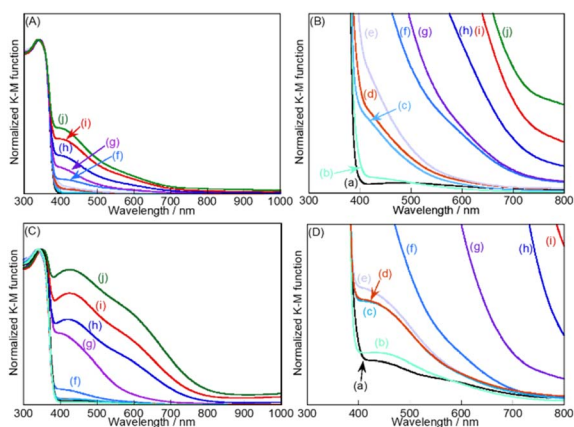 (A)
(j)
(i)
(h)
(g)
(f)
Normalized K-M function
300 400 500 600 700 800 900 1000
Wavelength / nm
(B)
(e)
(f)
(g)
(h)
(i)
(j)
(d)
(c)
(b)
(a)
Normalized K-M function
300 400 500 600 700 800
Wavelength / nm
(C)
(j)
(i)
(h)
(g)
(f)
Normalized K-M function
300 400 500 600 700 800 900 1000
Wavelength / nm
(D)
(f)
(g)
(h)
(i)
(e)
(d)
(c)
(b)
(a)
Normalized K-M function
300 400 500 600 700 800
Wavelength / nm